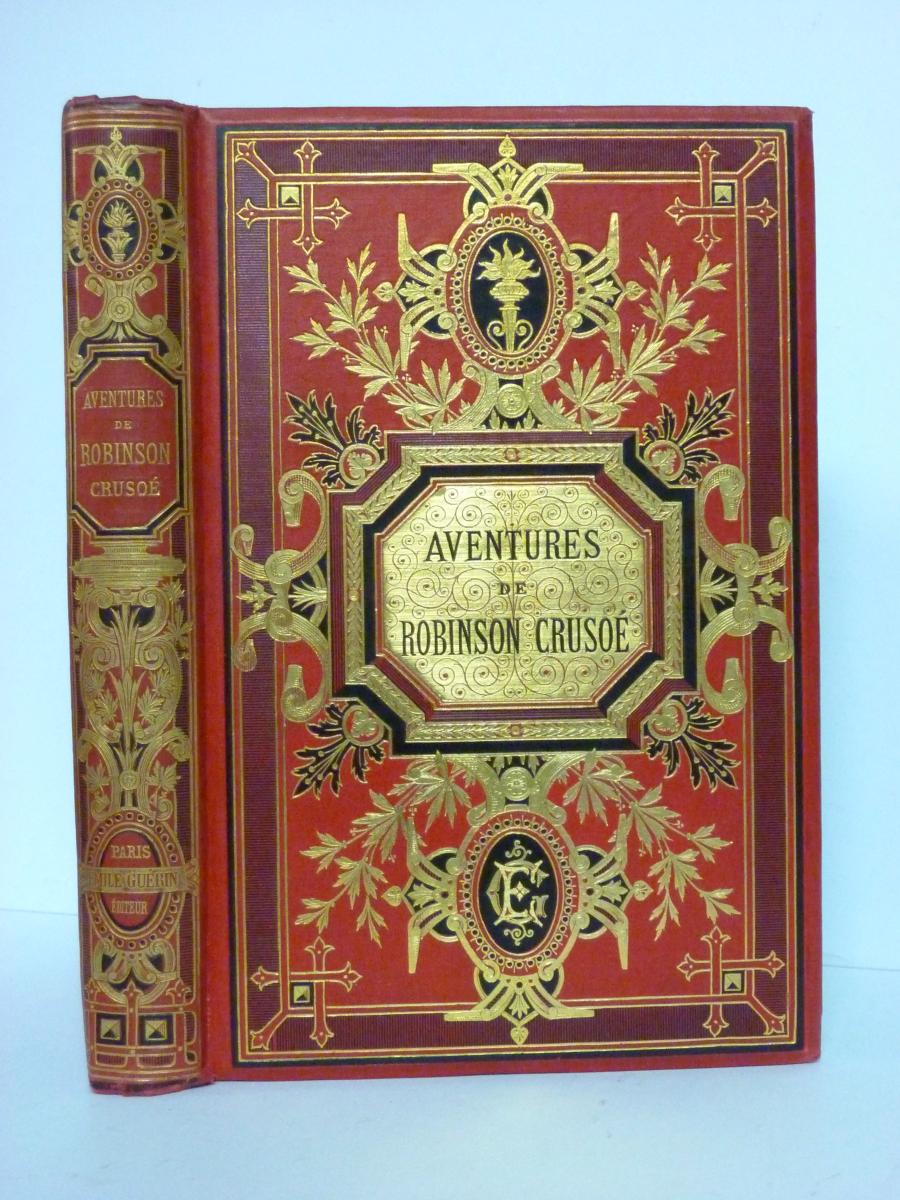 AVENTURES
DE
ROBINSON
CRUSOÉ
PARIS
MILE GUÉRIN
ÉDITEUR
AVENTURES
DE
ROBINSON CRUSOÉ